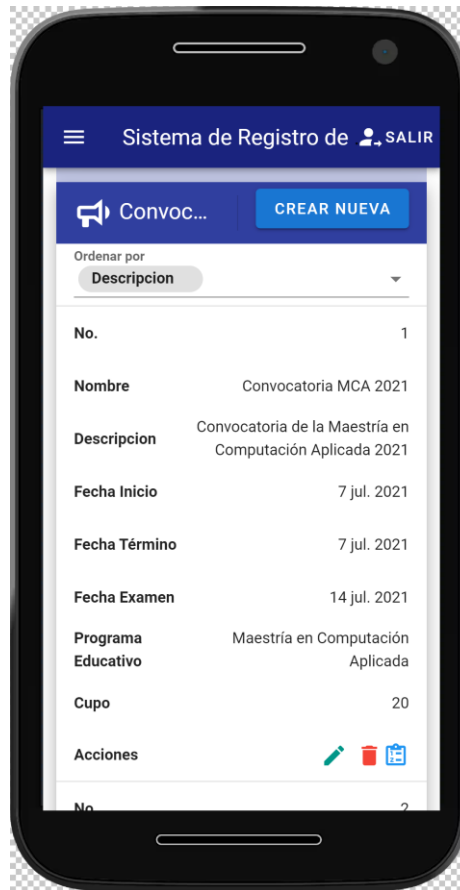 Sistema de Registro de SALIR
Convoc... CREAR NUEVA
Ordenar por
Descripcion
No. 1
Nombre Convocatoria MCA 2021
Descripcion Convocatoria de la Maestría en
Computación Aplicada 2021
Fecha Inicio 7 jul. 2021
Fecha Término 7 jul. 2021
Fecha Examen 14 jul. 2021
Programa Maestría en Computación
Educativo Aplicada
Cupo 20
Acciones
No. 2